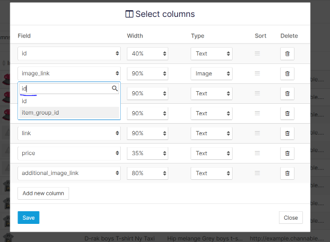 Select columns
Field Width Type Sort Delete
id 40% Text
image_link 90% Image
id 90% Text
id
item_group_id 90% Text
link 90% Text
price 35% Text
additional_image_link 80% Text
Add new column
Save Close